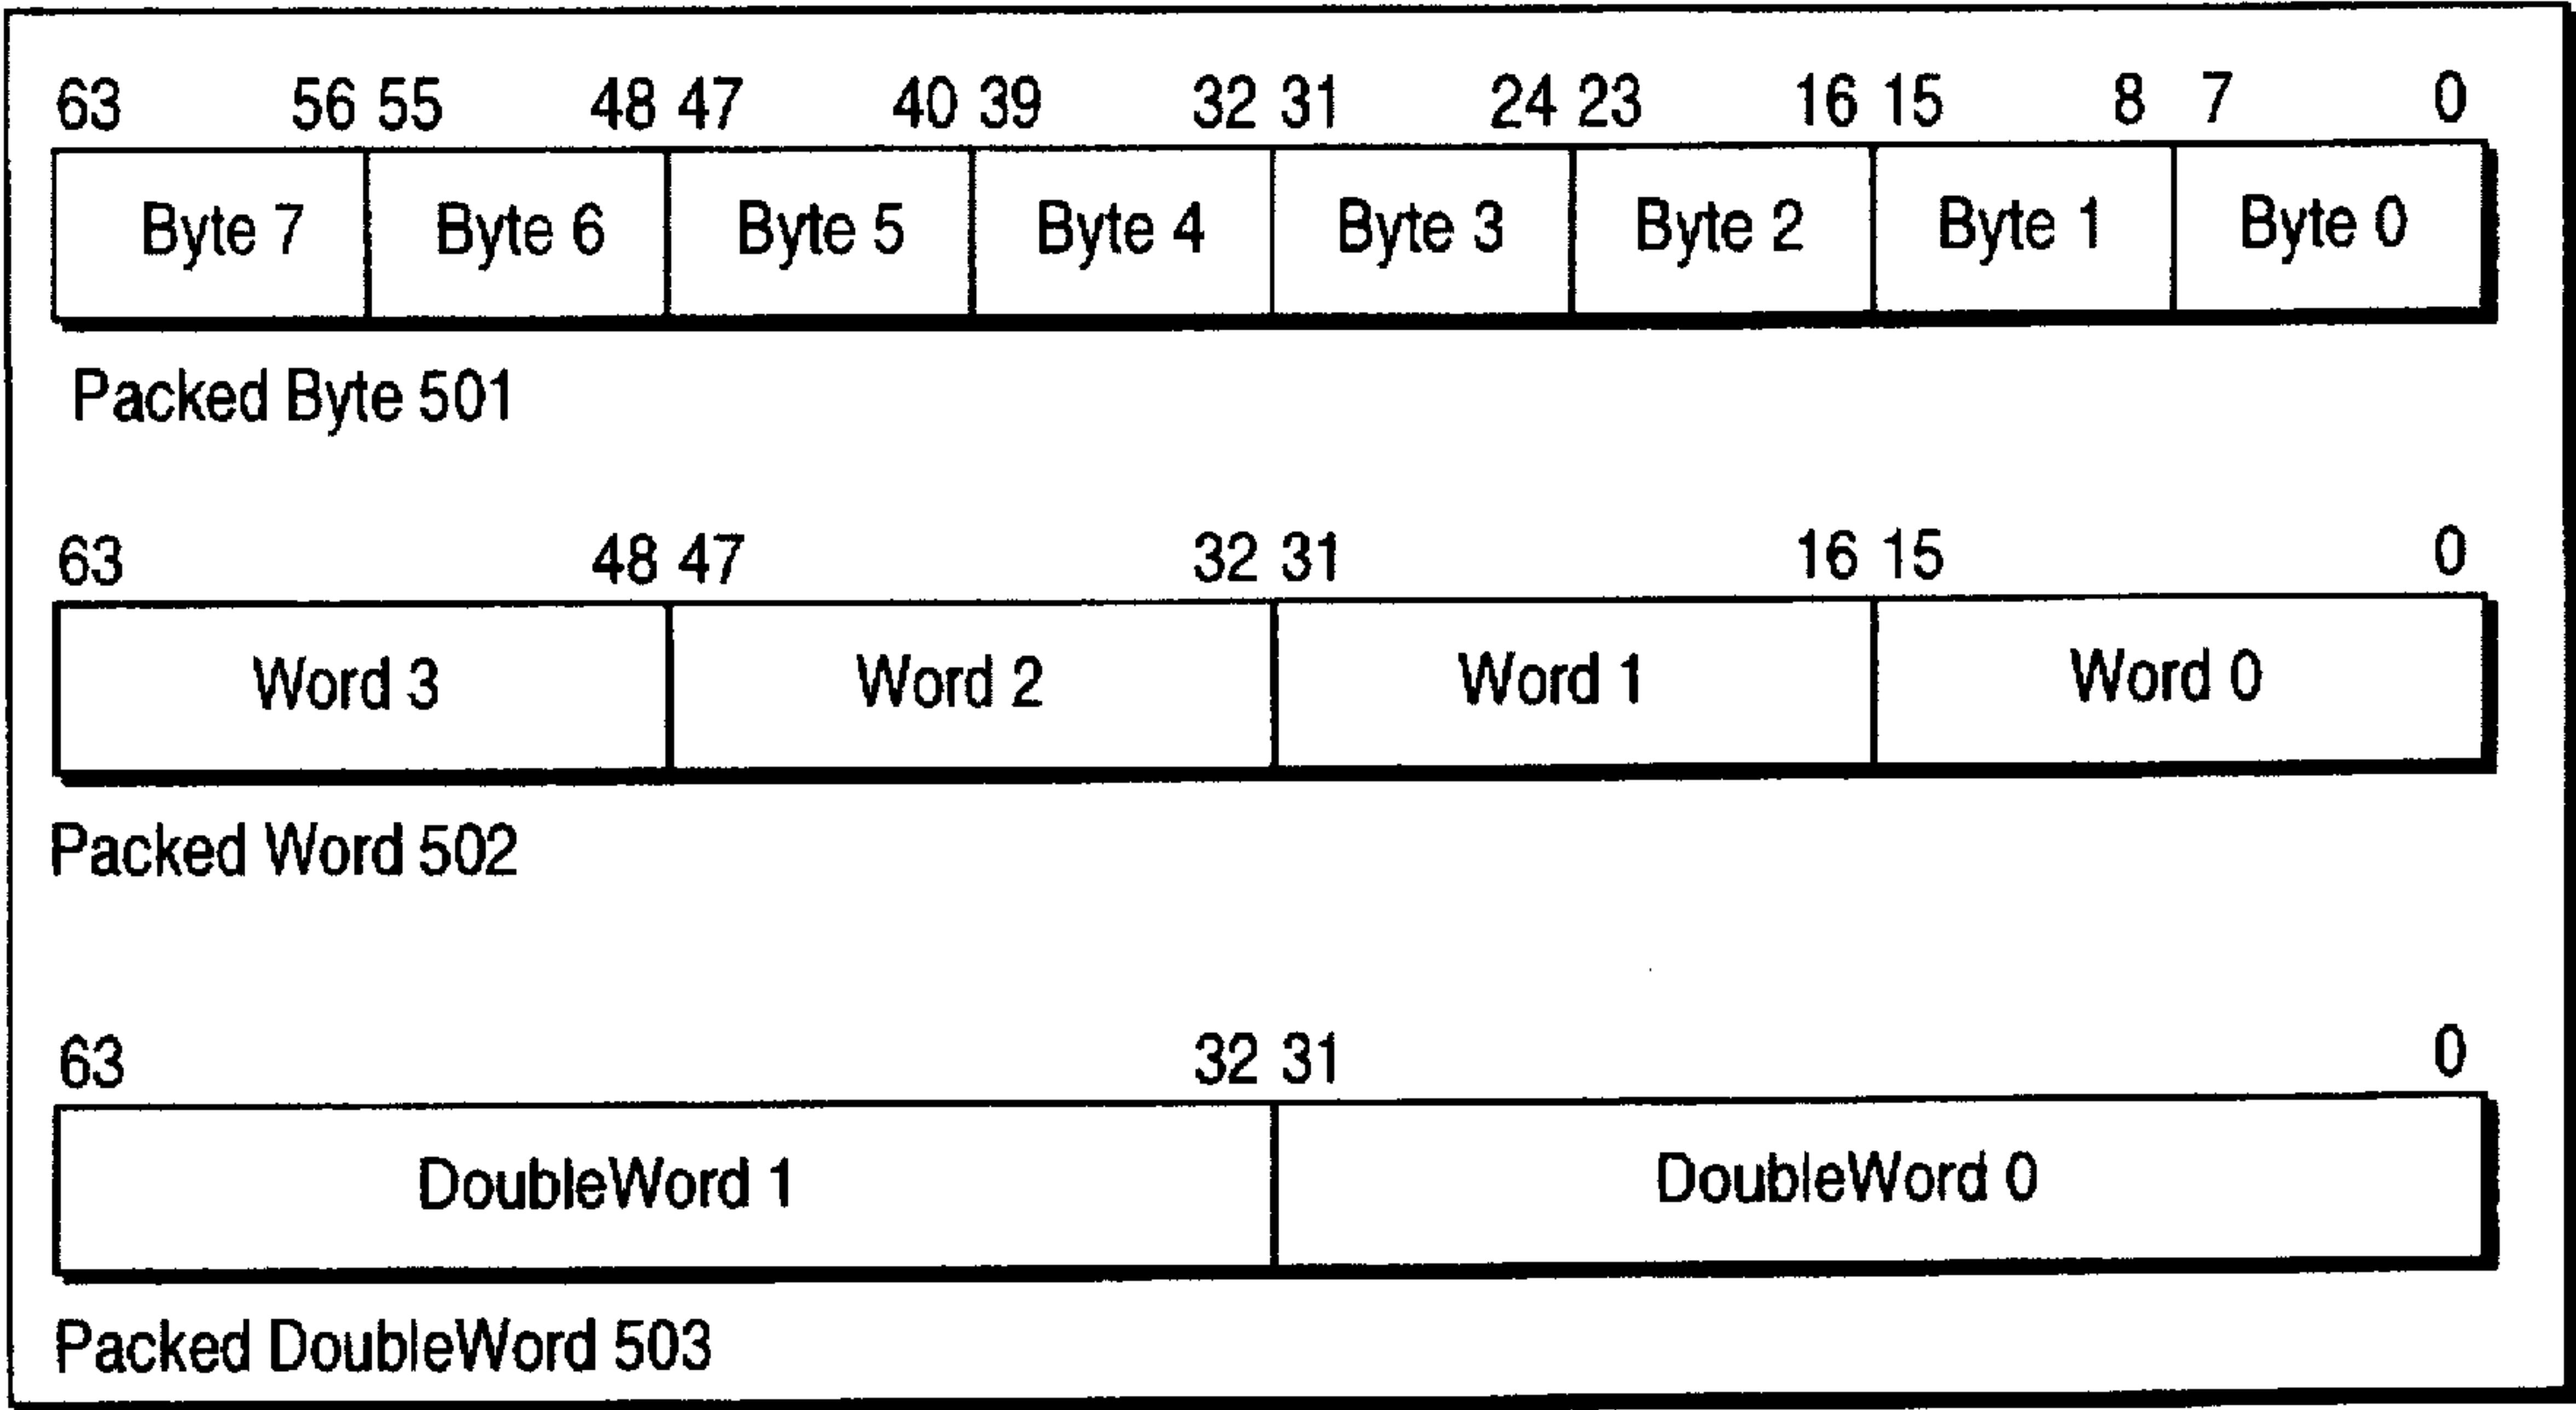 63 56 55 48 47 40 39 32 31 24 23 16 15 8 7 0
Byte 7 Byte 6 Byte 5 Byte 4 Byte 3 Byte 2 Byte 1 Byte 0
Packed Byte 501
63 48 47 32 31 16 15 0
Word 3 Word 2 Word 1 Word 0
Packed Word 502
63 32 31 0
DoubleWord 1 DoubleWord 0
Packed DoubleWord 503